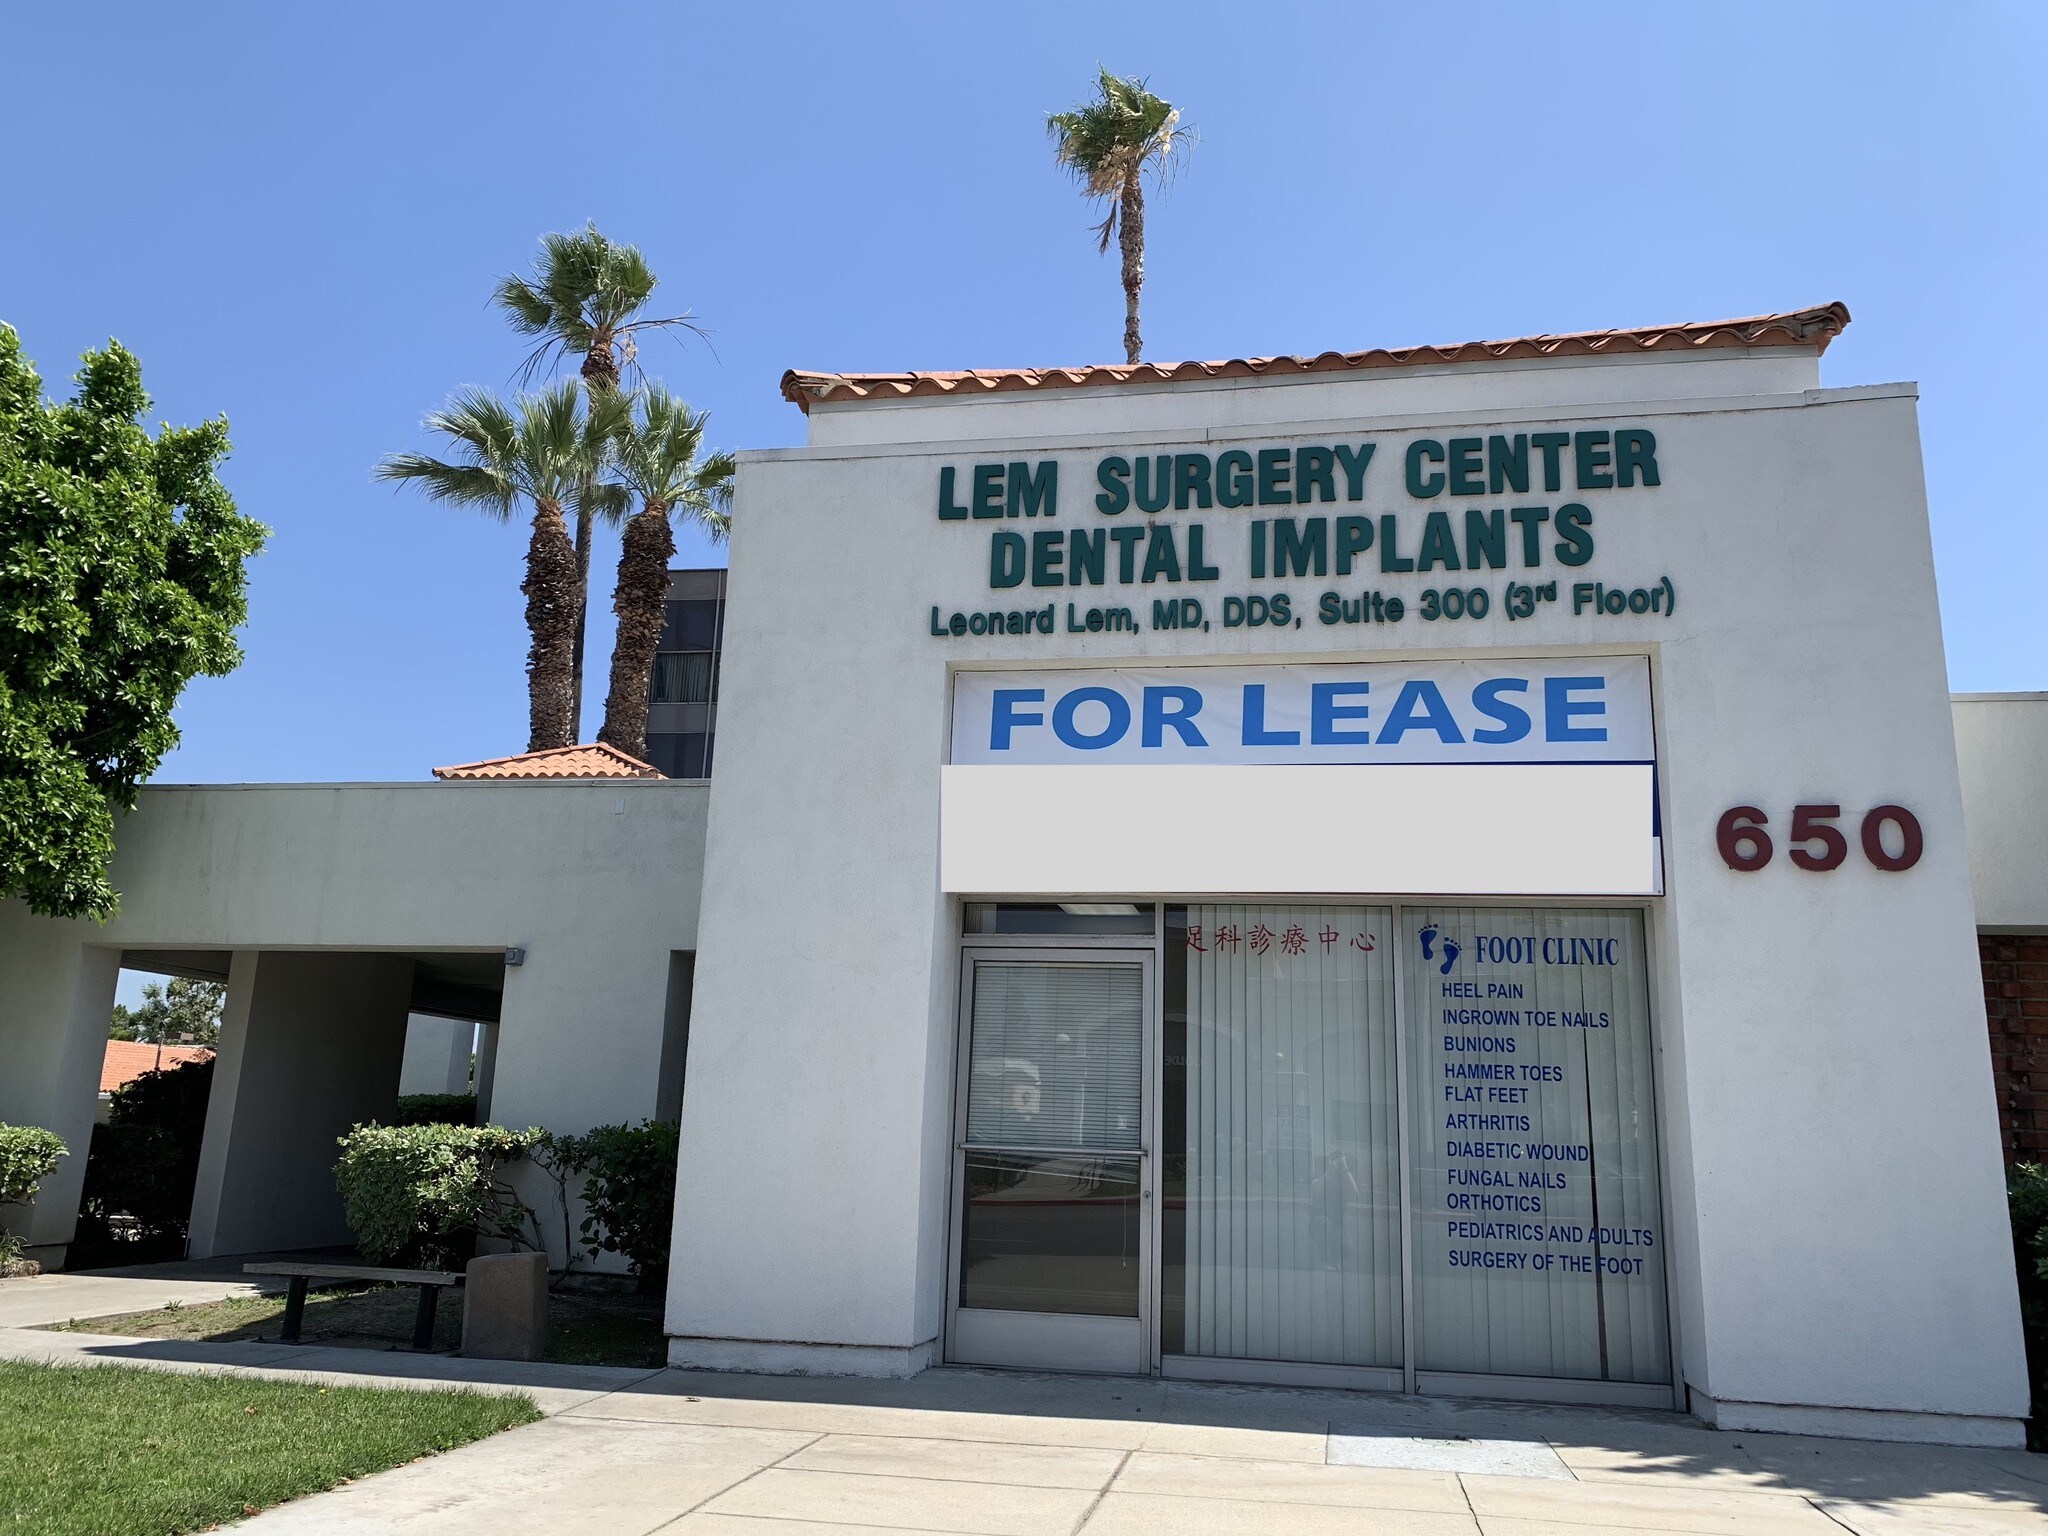 LEM SURGERY CENTER
DENTAL IMPLANTS
Leonard Lem, MD, DDS, Suite 300 (3rd Floor)
FOR LEASE
650
足科診療中心
FOOT CLINIC
HEEL PAIN
INGROWN TOE NAILS
BUNIONS
HAMMER TOES
FLAT FEET
ARTHRITIS
DIABETIC WOUND
FUNGAL NAILS
ORTHOTICS
PEDIATRICS AND ADULTS
SURGERY OF THE FOOT